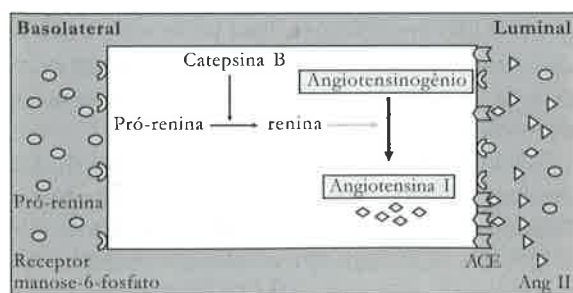 Basolateral
Luminal
Catepsina B
Angiotensinogênio
Pró-renina
renina
Angiotensina I
Pró-renina
Receptor
manose-6-fosfato
ACE
Ang II